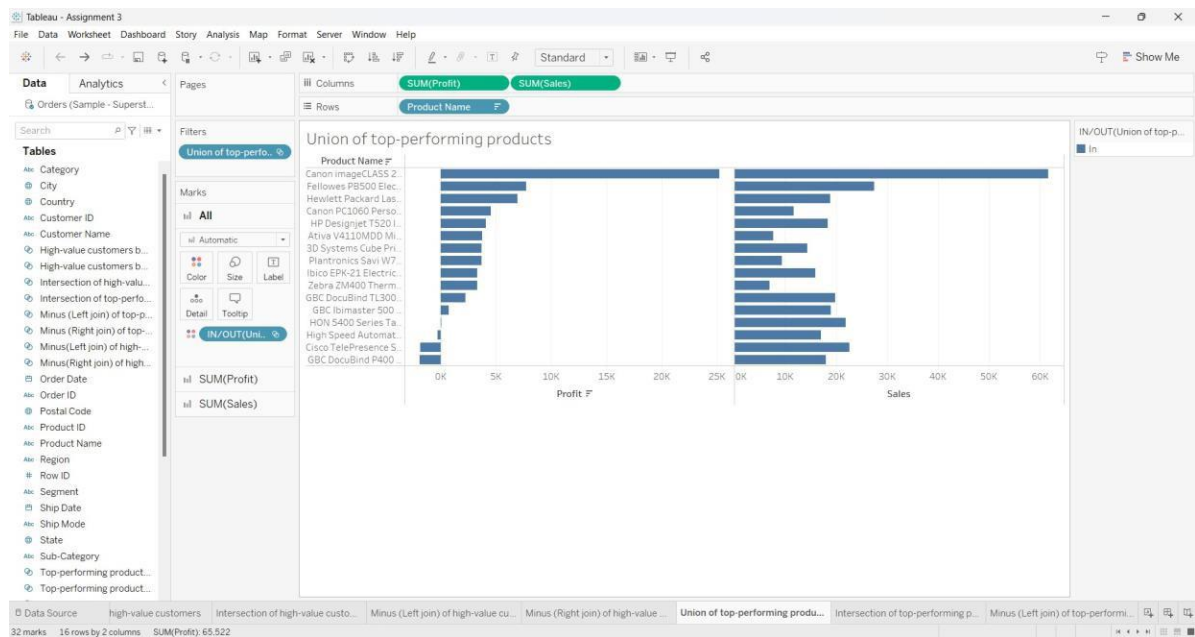 Tableau - Assignment 3
File Data Worksheet Dashboard Story Analysis Map Format Server Window Help
Standard
Show Me
Data Analytics
Pages
Columns SUM(Profit) SUM(Sales)
Orders (Sample - Superst...
Rows Product Name
Search
Filters
Union of top-perfo..
Tables
Abc Category
City
Country
Abc Customer ID
Abc Customer Name
High-value customers b...
High-value customers b...
Intersection of high-valu...
Intersection of top-perfo...
Minus (Left join) of top-p...
Minus (Right join) of top-...
Minus(Left join) of high-...
Minus(Right join) of high...
Order Date
Abc Order ID
Postal Code
Abc Product ID
Abc Product Name
Abc Region
# Row ID
Abc Segment
Ship Date
Abc Ship Mode
State
Abc Sub-Category
Top-performing product...
Top-performing product...
Marks
All
Automatic
Color Size Label
Detail Tooltip
IN/OUT(Uni..
SUM(Profit)
SUM(Sales)
Union of top-performing products
Product Name
Canon imageCLASS 2..
Fellowes PB500 Elec..
Hewlett Packard Las..
Canon PC1060 Perso..
HP Designjet T520 I..
Ativa V4110MDD Mi..
3D Systems Cube Pri..
Plantronics Savi W7..
Ibico EPK-21 Electric..
Zebra ZM400 Therm..
GBC DocuBind TL300..
GBC Ibimaster 500 ..
HON 5400 Series Ta..
High Speed Automat..
Cisco TelePresence S..
GBC DocuBind P400 ..
0K 5K 10K 15K 20K 25K 0K 10K 20K 30K 40K 50K 60K
Profit Sales
IN/OUT(Union of top-p...
In
Data Source high-value customers Intersection of high-value custo... Minus (Left join) of high-value cu... Minus (Right join) of high-value ... Union of top-performing produ... Intersection of top-performing p... Minus (Left join) of top-performi...
32 marks 16 rows by 2 columns SUM(Profit): 65.522